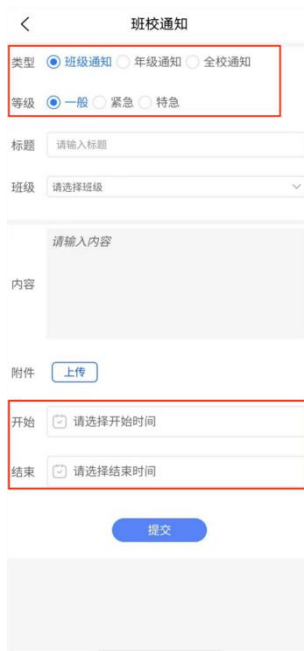 班校通知
类型 班级通知 年级通知 全校通知
等级 一般 紧急 特急
标题 请输入标题
班级 请选择班级
请输入内容
内容
附件 上传
开始 请选择开始时间
结束 请选择结束时间
提交